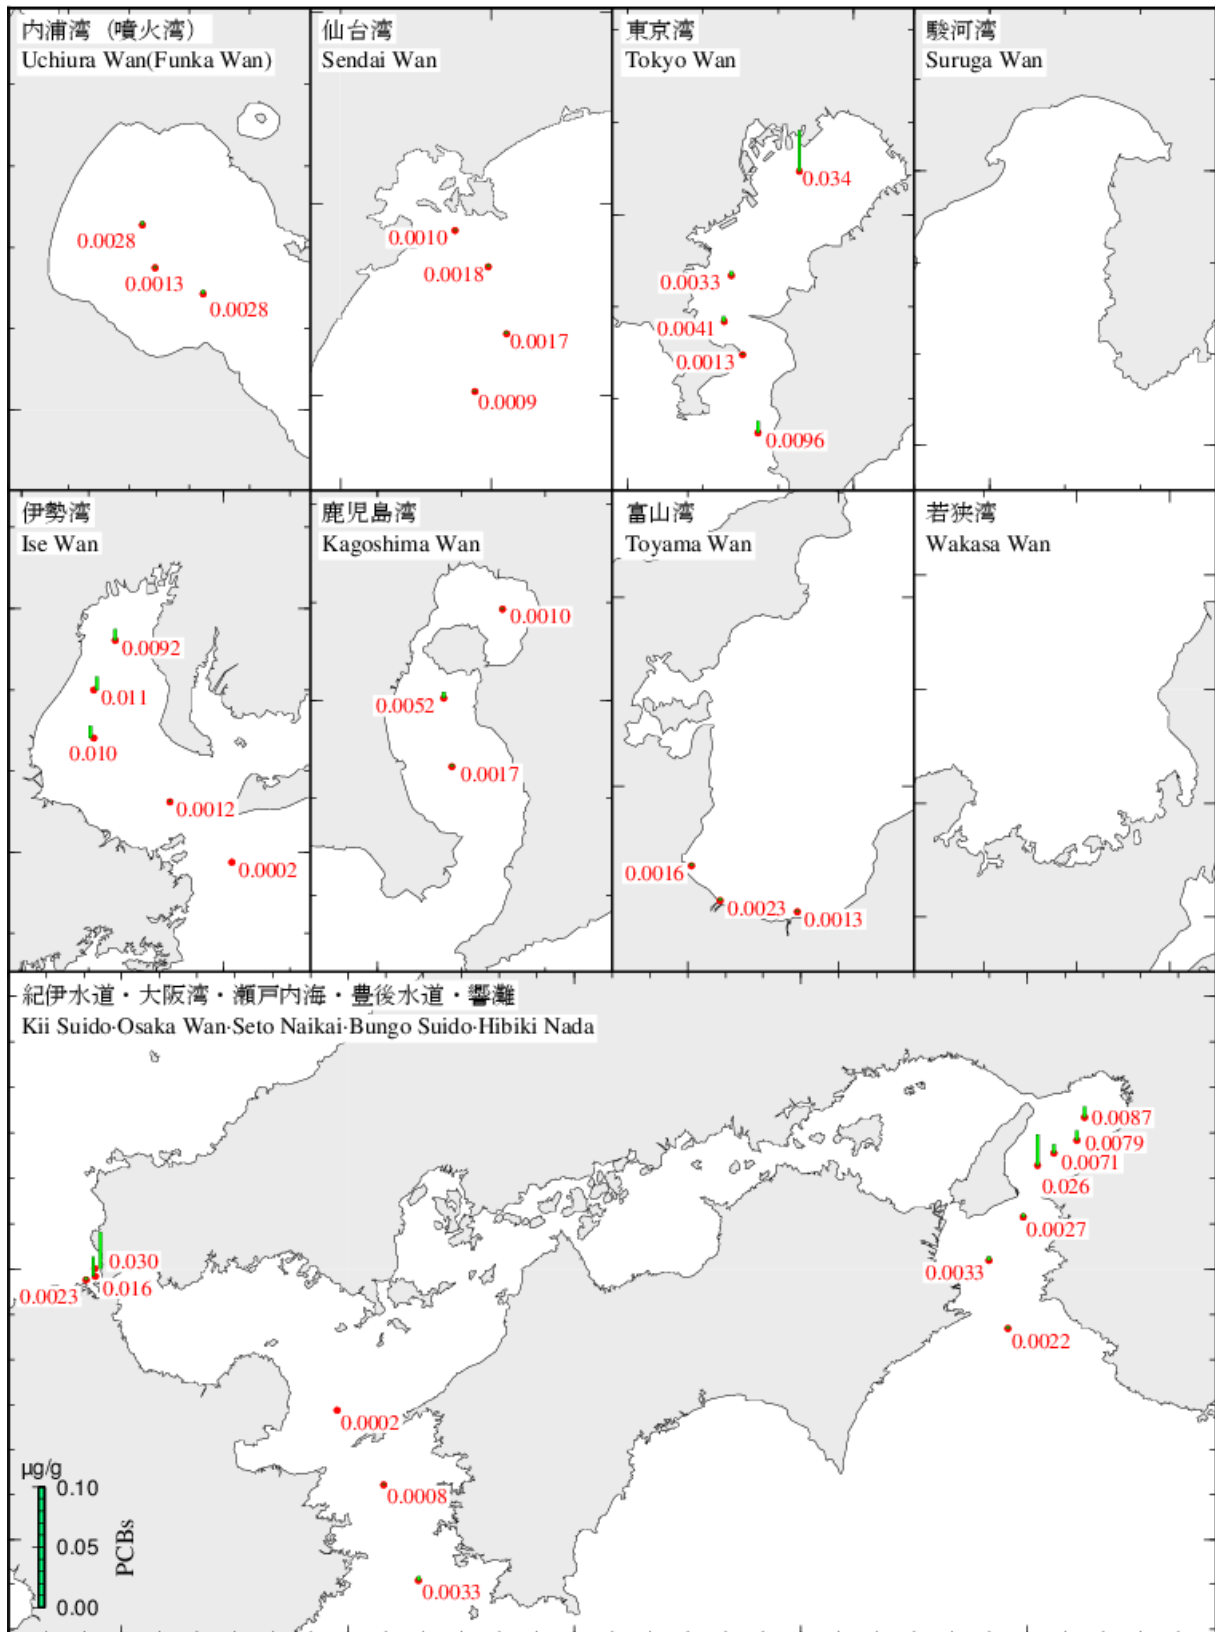 内浦湾（噴火湾）
Uchiura Wan(Funka Wan)
0.0028
0.0013
0.0028
仙台湾
Sendai Wan
0.0010
0.0018
0.0017
0.0009
東京湾
Tokyo Wan
0.034
0.0033
0.0041
0.0013
0.0096
駿河湾
Suruga Wan
伊勢湾
Ise Wan
0.0092
0.011
0.010
0.0012
0.0002
鹿児島湾
Kagoshima Wan
0.0010
0.0052
0.0017
富山湾
Toyama Wan
0.0016
0.0023
0.0013
若狭湾
Wakasa Wan
紀伊水道・大阪湾・瀬戸内海・豊後水道・響灘
Kii Suido·Osaka Wan·Seto Naikai·Bungo Suido·Hibiki Nada
0.0087
0.0079
0.0071
0.026
0.0027
0.0033
0.0022
0.030
0.016
0.0023
0.0002
0.0008
0.0033
µg/g
0.10
0.05
0.00
PCBs